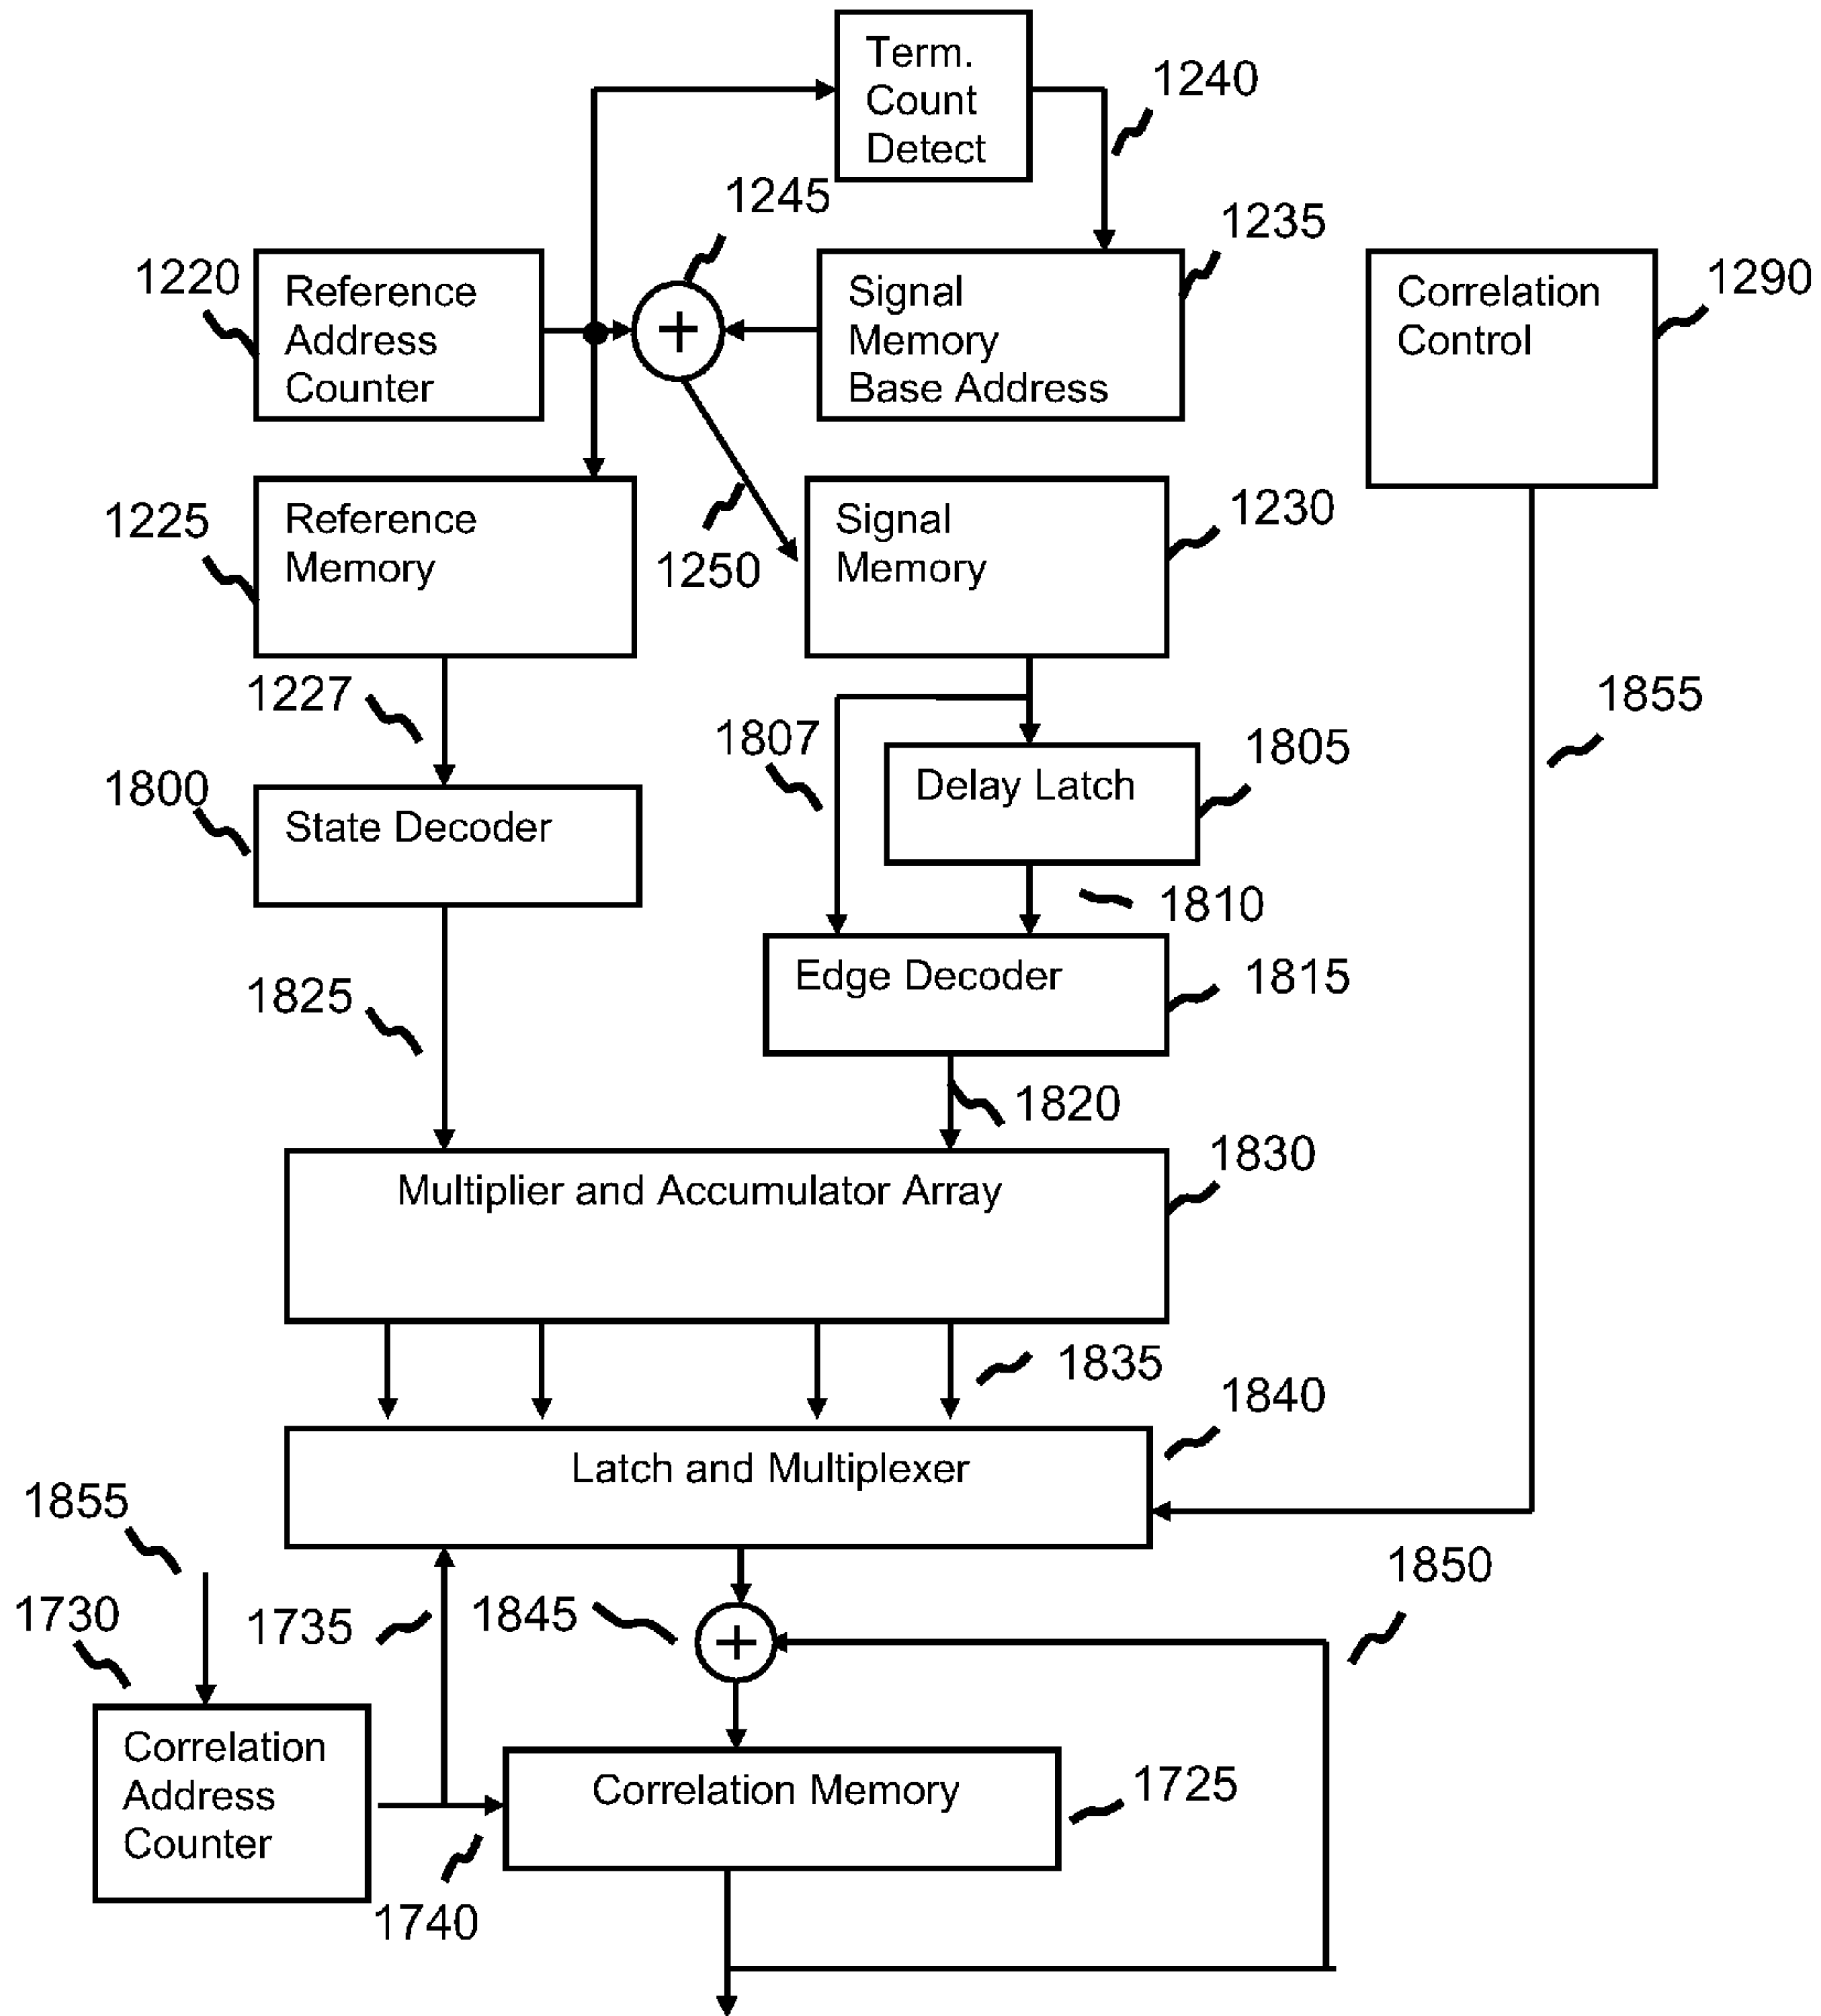 Term.
Count
Detect
1240
1245
1235
1220
Reference
Address
Counter
+
Signal
Memory
Base Address
Correlation
Control
1290
1225
Reference
Memory
1250
Signal
Memory
1230
1227
1807
1805
1855
1800
State Decoder
Delay Latch
1810
1825
Edge Decoder
1815
1820
1830
Multiplier and Accumulator Array
1835
1840
Latch and Multiplexer
1855
1850
1730
1735
1845
+
Correlation
Address
Counter
Correlation Memory
1725
1740